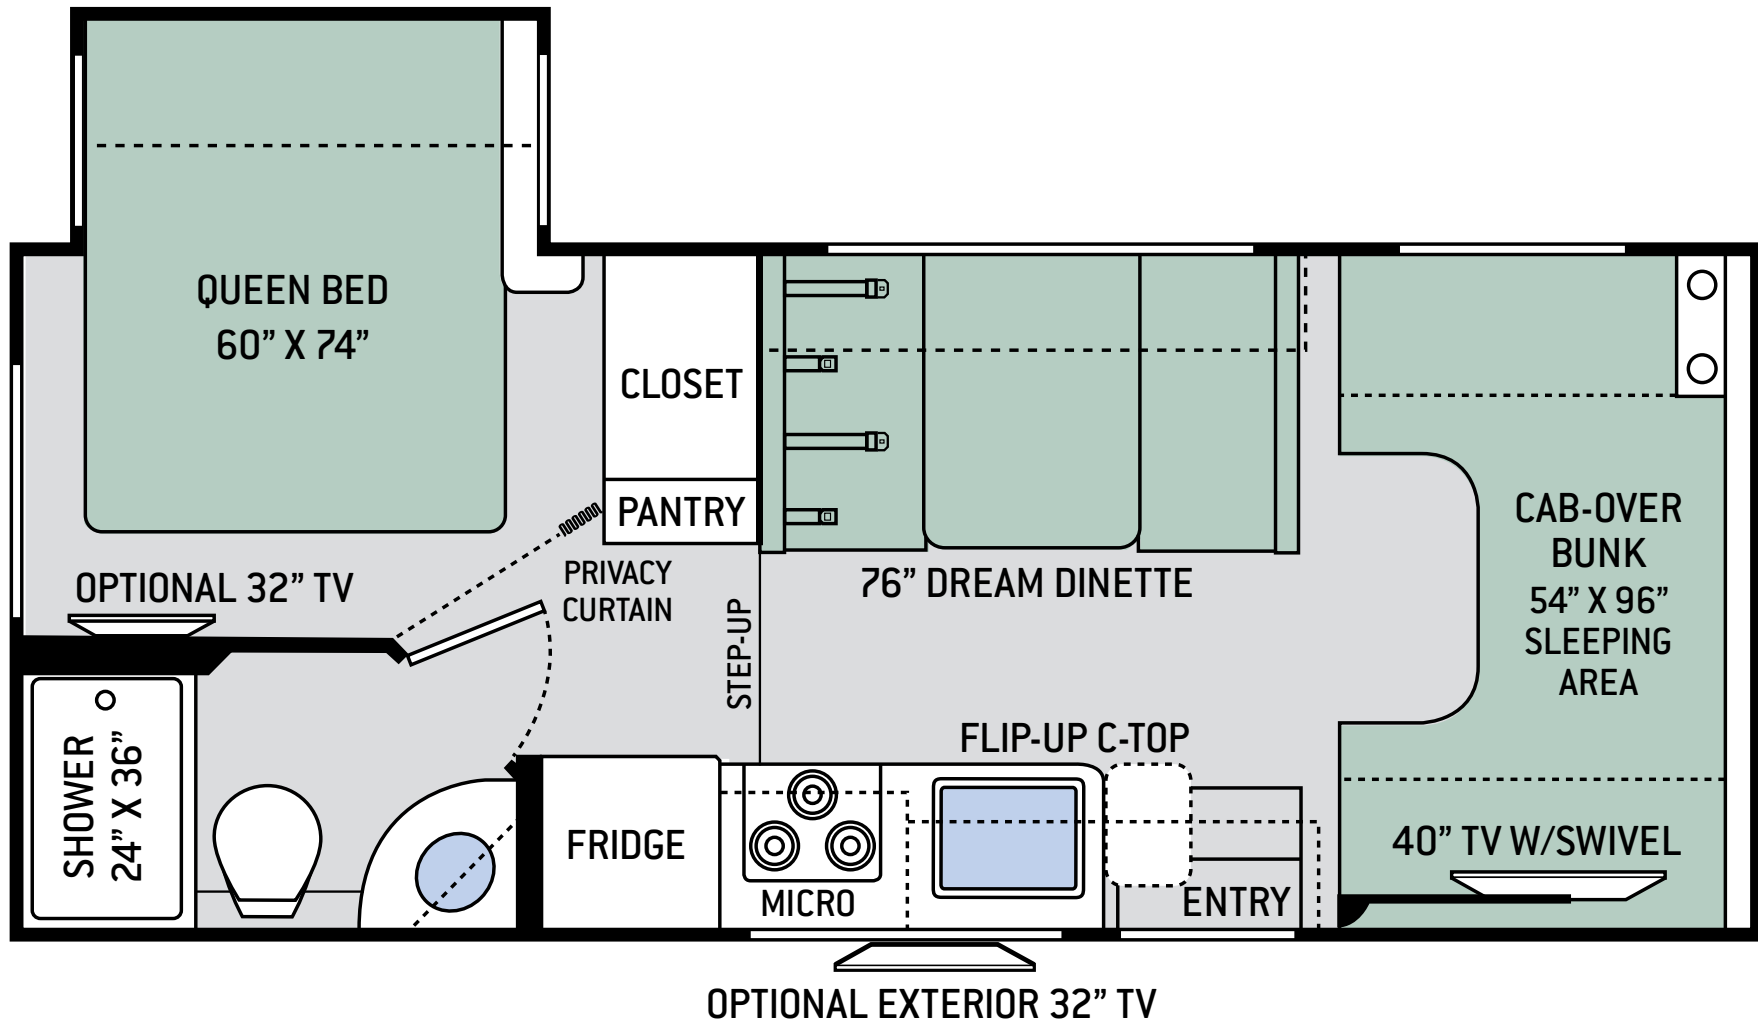 QUEEN BED
60” X 74”
CLOSET
PANTRY
OPTIONAL 32” TV
PRIVACY
CURTAIN
STEP-UP
76” DREAM DINETTE
CAB-OVER
BUNK
54” X 96”
SLEEPING
AREA
FLIP-UP C-TOP
SHOWER
24” X 36”
FRIDGE
MICRO
ENTRY
40” TV W/SWIVEL
OPTIONAL EXTERIOR 32” TV